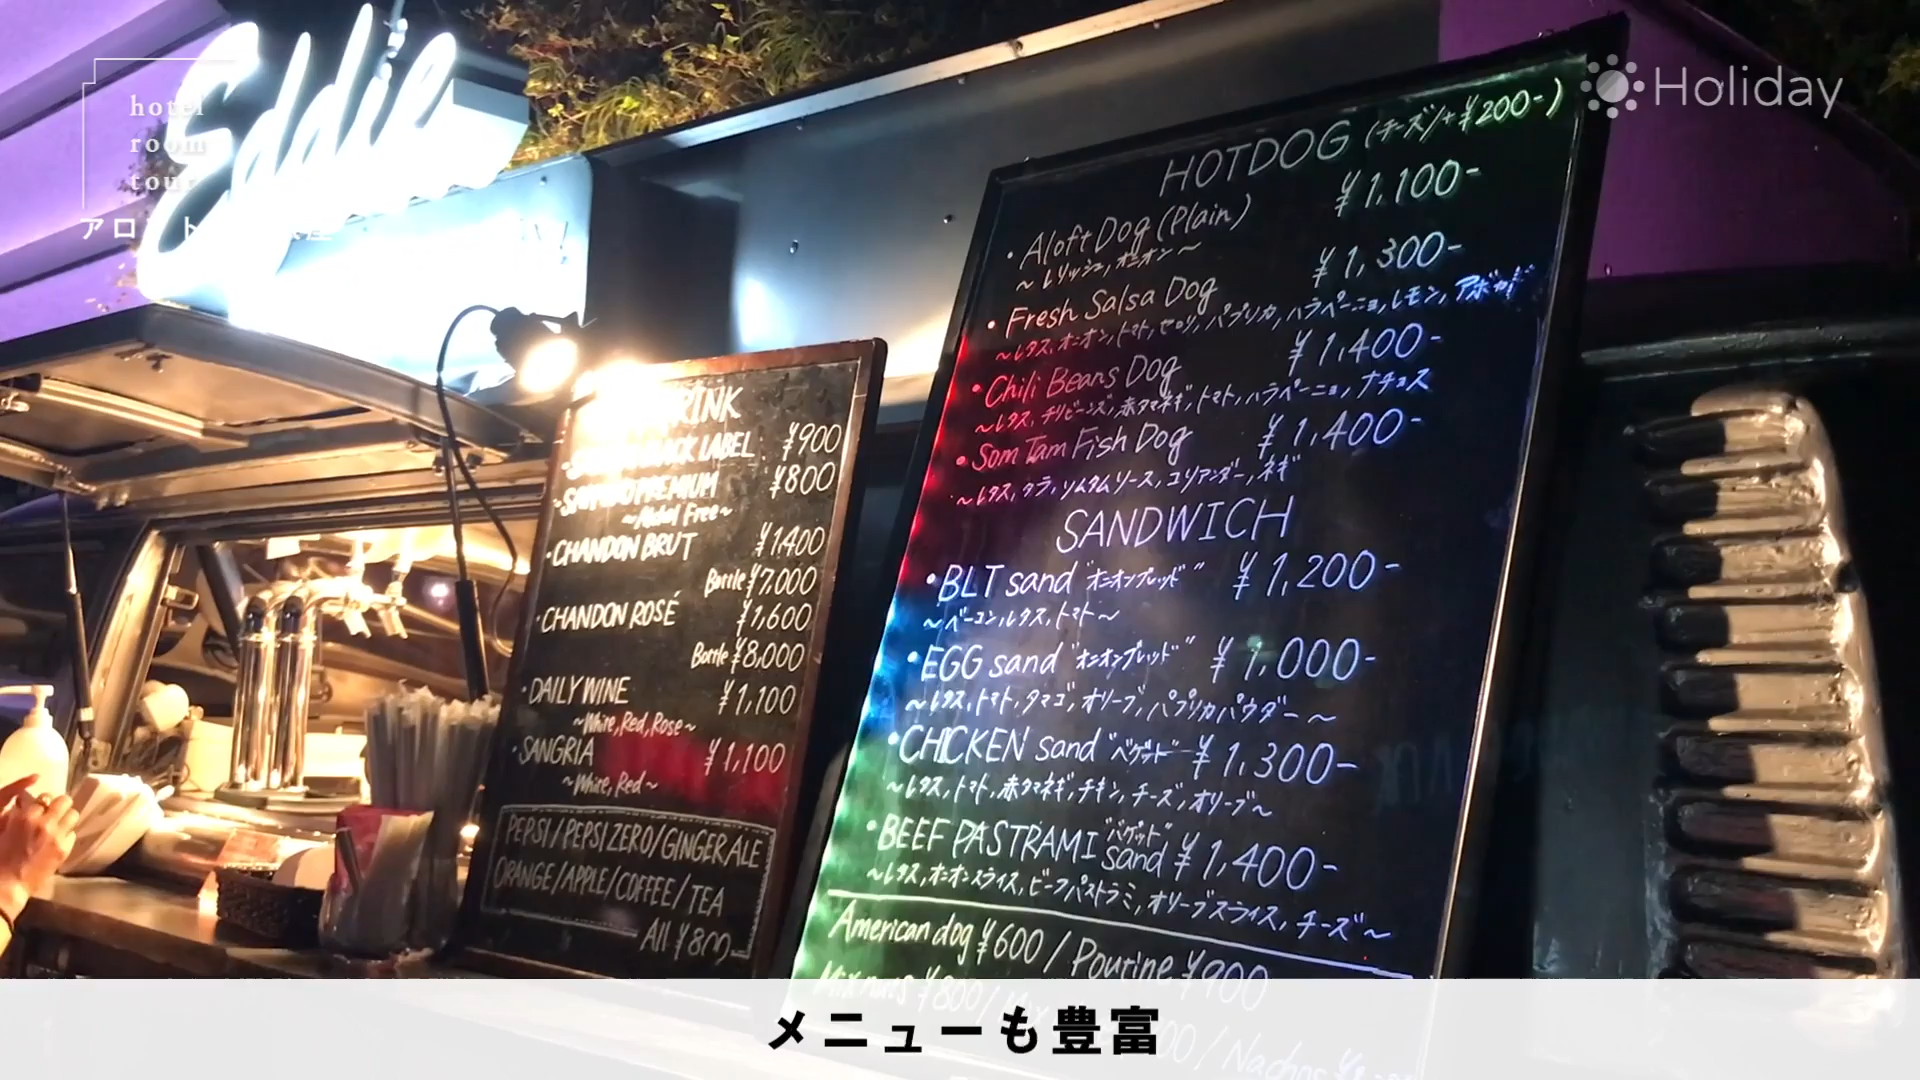 Eddie
hotel
room
tour
Holiday
DRINK
BLACK LABEL ¥900
PREMIUM ¥800
CHANDON BRUT ¥1,400
Bottle ¥7,000
CHANDON ROSÉ ¥1,600
Bottle ¥8,000
DAILY WINE ¥1,100
~White, Red, Rose~
SANGRIA ¥1,100
~White, Red~
PEPSI/PEPSI ZERO/GINGER ALE
ORANGE/APPLE/COFFEE/TEA
All ¥800-
HOTDOG (チーズ/+¥200-)
・Aloft Dog (Plain) ¥1,100-
~レリッシュ, オニオン~
・Fresh Salsa Dog ¥1,300-
~レタス, オニオン, トマト, セロリ, パプリカ, ハラペーニョ, レモン, アボカド
・Chili Beans Dog ¥1,400-
~レタス, チリビーンズ, 赤タマネギ, トマト, ハラペーニョ, ナチョス
・Som Tam Fish Dog ¥1,400-
~レタス, タラ, ソムタムソース, コリアンダー, ネギ
SANDWICH
・BLT sand "オニオンブレッド" ¥1,200-
~ベーコン, レタス, トマト~
・EGG sand "オニオンブレッド" ¥1,000-
~レタス, トマト, タマゴ, オリーブ, パプリカパウダー~
・CHICKEN sand "バゲット" ¥1,300-
~レタス, トマト, 赤タマネギ, チキン, チーズ, オリーブ~
・BEEF PASTRAMI "バゲット" sand ¥1,400-
~レタス, オニオンスライス, ビーフパストラミ, オリーブスライス, チーズ~
American dog ¥600 / Poutine ¥900
Mix nuts ¥800/
/ Nachos
メニューも豊富